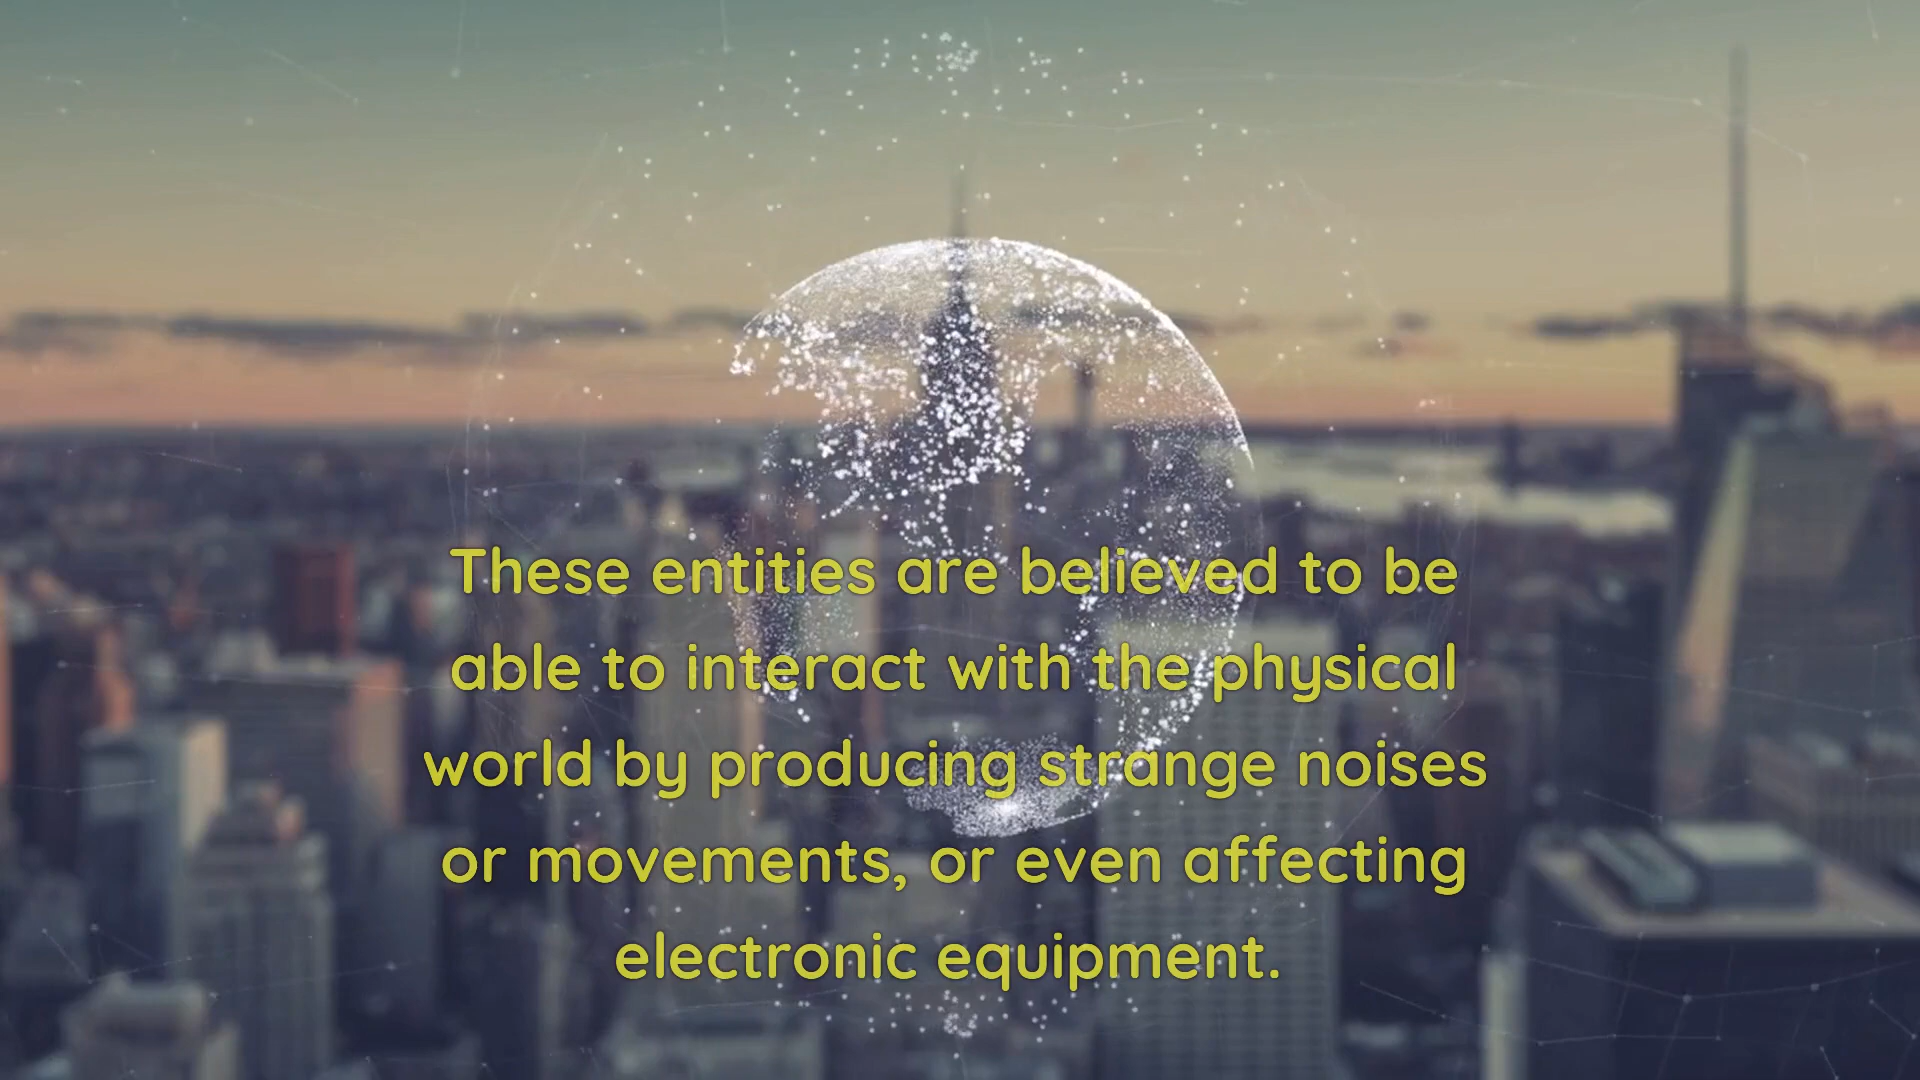 These entities are believed to be
able to interact with the physical
world by producing strange noises
or movements, or even affecting
electronic equipment.